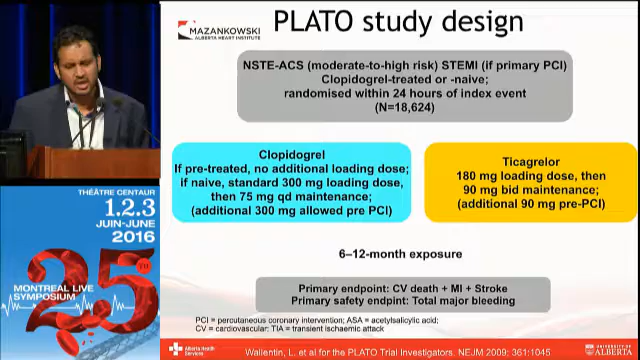 MAZANKOWSKI
ALBERTA HEART INSTITUTE
PLATO study design
NSTE-ACS (moderate-to-high risk) STEMI (if primary PCI)
Clopidogrel-treated or -naive;
randomised within 24 hours of index event
(N=18,624)
Clopidogrel
If pre-treated, no additional loading dose;
if naive, standard 300 mg loading dose,
then 75 mg qd maintenance;
(additional 300 mg allowed pre PCI)
Ticagrelor
180 mg loading dose, then
90 mg bid maintenance;
(additional 90 mg pre-PCI)
6–12-month exposure
Primary endpoint: CV death + MI + Stroke
Primary safety endpint: Total major bleeding
PCI = percutaneous coronary intervention; ASA = acetylsalicylic acid;
CV = cardiovascular; TIA = transient ischaemic attack
Alberta Health
Services
Wallentin, L. et al for the PLATO Trial Investigators. NEJM 2009; 361:1045
UNIVERSITY OF
ALBERTA
THÉÂTRE CENTAUR
1.2.3
JUIN-JUNE
2016
25TH
MONTREAL LIVE
SYMPOSIUM